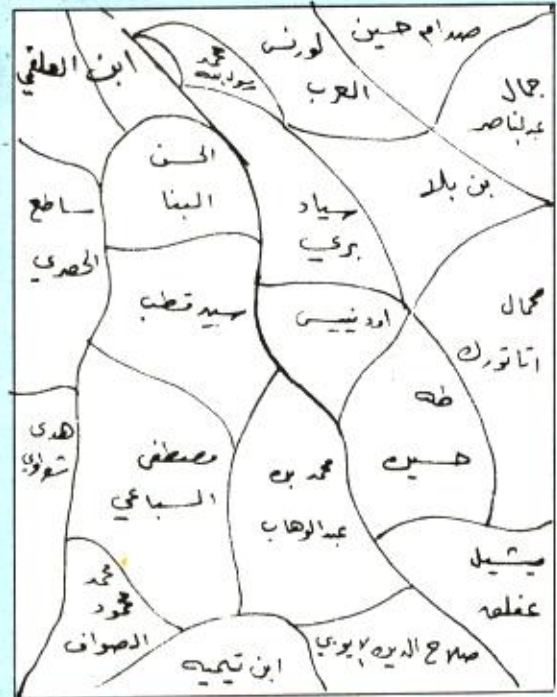 صدام حسين
لورنس
العرب
محمد
ابن العلقمي
جمال
عبدالناصر
الحسن
البنا
بن بلا
سياد
بري
ساطع
الحصري
سيد قطب
اودنييس
كمال
اتاتورك
طه
حسين
هدى
شعراوي
مصطفى
السباعي
محمد بن
عبدالوهاب
ميشيل
عفلق
محمد
محمود
الصواف
صلاح الدين الايوبي
ابن تيميه